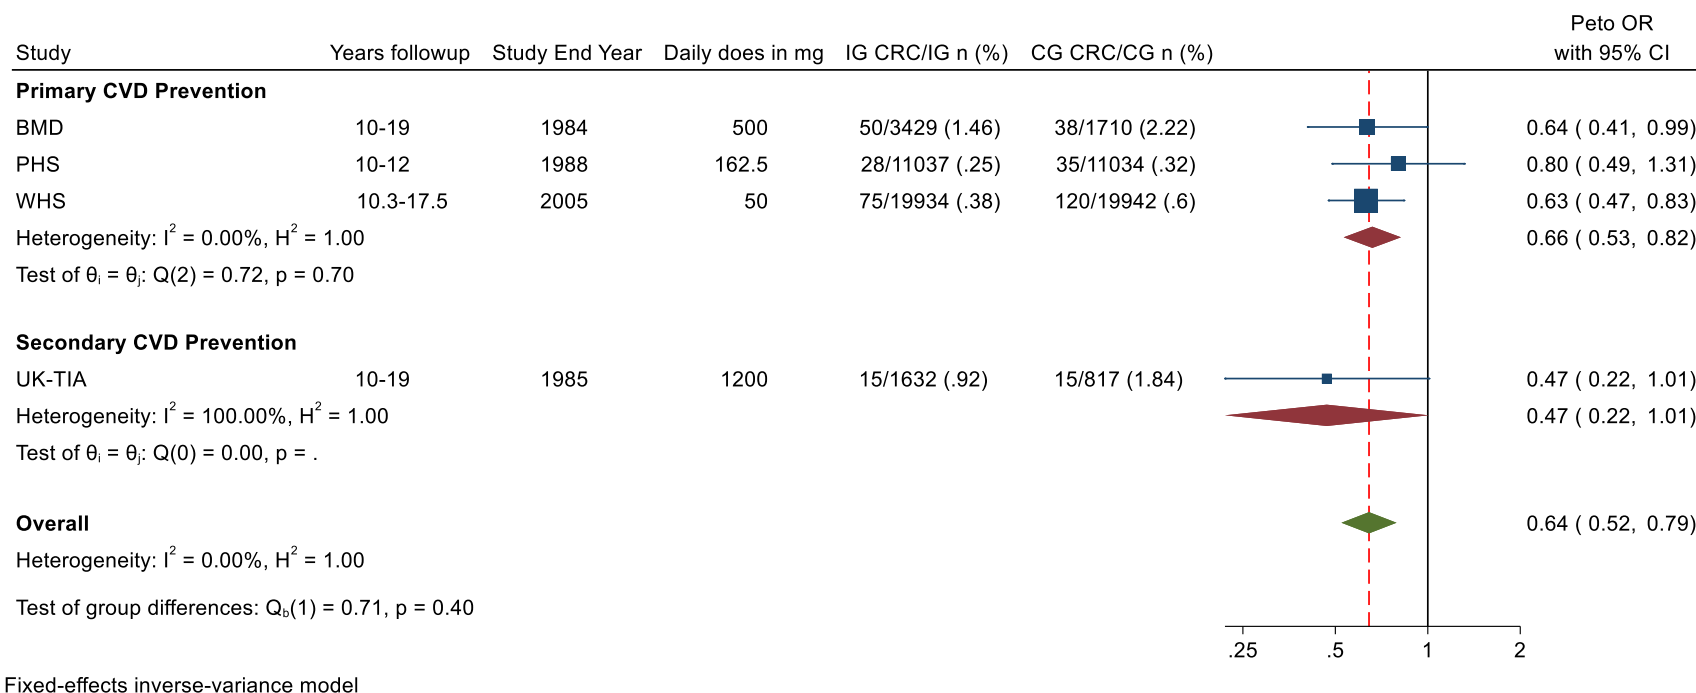 Peto OR
Study Years followup Study End Year Daily does in mg IG CRC/IG n (%) CG CRC/CG n (%) with 95% CI
Primary CVD Prevention
BMD 10-19 1984 500 50/3429 (1.46) 38/1710 (2.22) 0.64 ( 0.41, 0.99)
PHS 10-12 1988 162.5 28/11037 (.25) 35/11034 (.32) 0.80 ( 0.49, 1.31)
WHS 10.3-17.5 2005 50 75/19934 (.38) 120/19942 (.6) 0.63 ( 0.47, 0.83)
Heterogeneity: I² = 0.00%, H² = 1.00 0.66 ( 0.53, 0.82)
Test of θᵢ = θⱼ: Q(2) = 0.72, p = 0.70
Secondary CVD Prevention
UK-TIA 10-19 1985 1200 15/1632 (.92) 15/817 (1.84) 0.47 ( 0.22, 1.01)
Heterogeneity: I² = 100.00%, H² = 1.00 0.47 ( 0.22, 1.01)
Test of θᵢ = θⱼ: Q(0) = 0.00, p = .
Overall 0.64 ( 0.52, 0.79)
Heterogeneity: I² = 0.00%, H² = 1.00
Test of group differences: Q_b(1) = 0.71, p = 0.40
.25 .5 1 2
Fixed-effects inverse-variance model